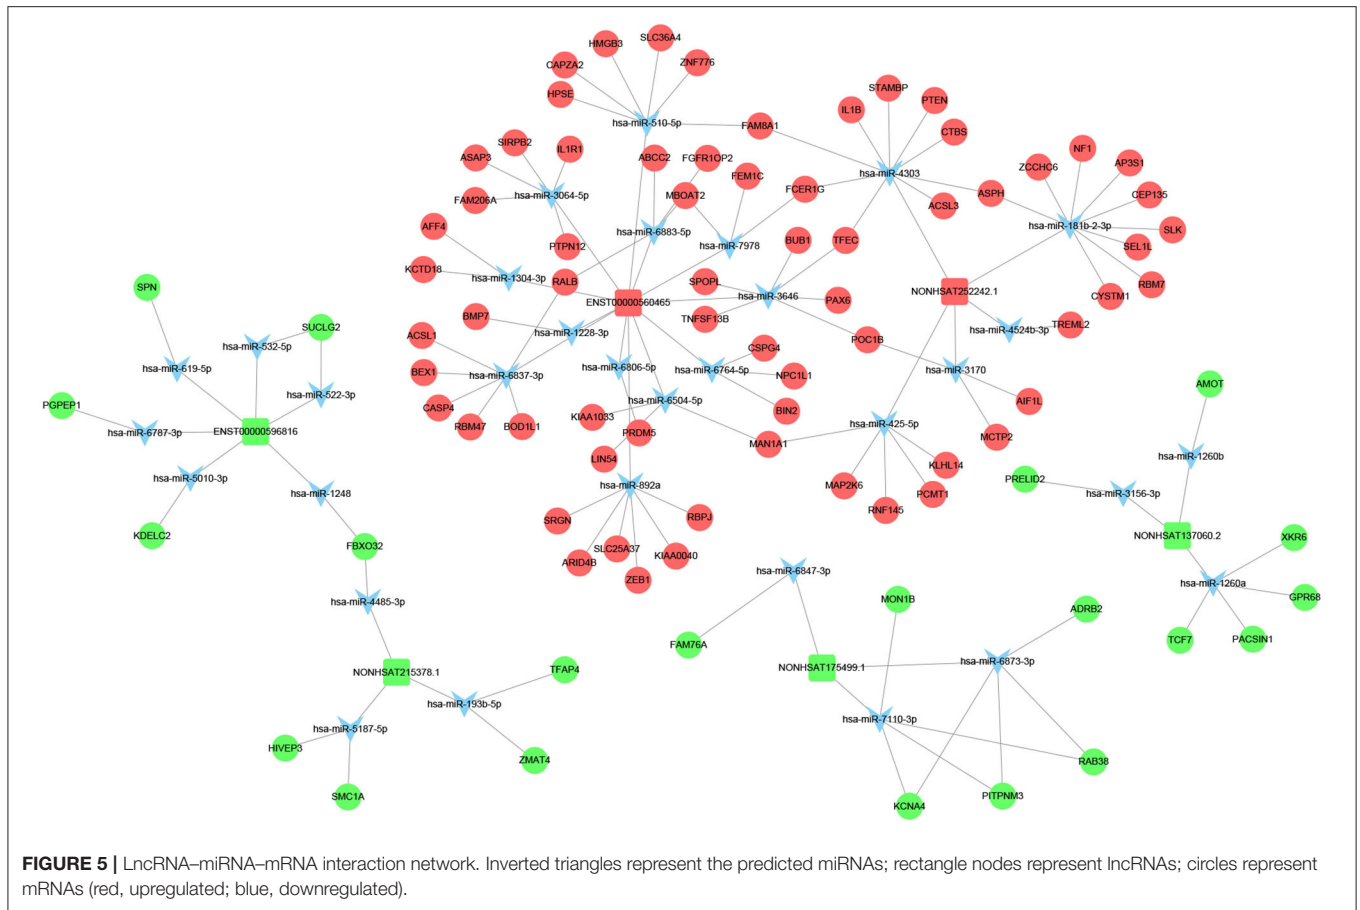 HMGB3
SLC36A4
CAPZA2
ZNF776
HPSE
STAMBP
IL1B
PTEN
hsa-miR-510-5p
FAM8A1
CTBS
SIRPB2
IL1R1
ABCC2
FGFR1OP2
NF1
ASAP3
ZCCHC6
AP3S1
FEM1C
hsa-miR-4303
hsa-miR-3064-5p
MBOAT2
FCER1G
ASPH
CEP135
FAM206A
ACSL3
AFF4
hsa-miR-6883-5p
hsa-miR-181b-2-3p
SLK
PTPN12
hsa-miR-7978
BUB1
TFEC
SEL1L
KCTD18
hsa-miR-1304-3p
RALB
SPOPL
RBM7
SPN
ENST00000560465
hsa-miR-3646
PAX6
NONHSAT252242.1
CYSTM1
BMP7
TNFSF13B
SUCLG2
hsa-miR-1228-3p
hsa-miR-4524b-3p
TREML2
ACSL1
POC1B
hsa-miR-532-5p
CSPG4
hsa-miR-619-5p
BEX1
hsa-miR-6837-3p
hsa-miR-6806-5p
hsa-miR-6764-5p
NPC1L1
hsa-miR-3170
AMOT
hsa-miR-522-3p
CASP4
hsa-miR-6504-5p
AIF1L
PGPEP1
KIAA1033
BIN2
RBM47
BOD1L1
hsa-miR-6787-3p
ENST00000596816
PRDM5
hsa-miR-425-5p
MCTP2
MAN1A1
LIN54
hsa-miR-1260b
KLHL14
hsa-miR-5010-3p
PRELID2
hsa-miR-1248
hsa-miR-892a
MAP2K6
PCMT1
hsa-miR-3156-3p
RNF145
SRGN
RBPJ
KDELC2
NONHSAT137060.2
XKR6
FBXO32
SLC25A37
KIAA0040
ARID4B
ZEB1
hsa-miR-6847-3p
hsa-miR-1260a
MON1B
GPR68
hsa-miR-4485-3p
ADRB2
TCF7
PACSIN1
FAM76A
hsa-miR-6873-3p
NONHSAT215378.1
TFAP4
NONHSAT175499.1
hsa-miR-193b-5p
hsa-miR-7110-3p
hsa-miR-5187-5p
HIVEP3
ZMAT4
RAB38
SMC1A
PITPNM3
KCNA4
FIGURE 5 | LncRNA–miRNA–mRNA interaction network. Inverted triangles represent the predicted miRNAs; rectangle nodes represent lncRNAs; circles represent
mRNAs (red, upregulated; blue, downregulated).